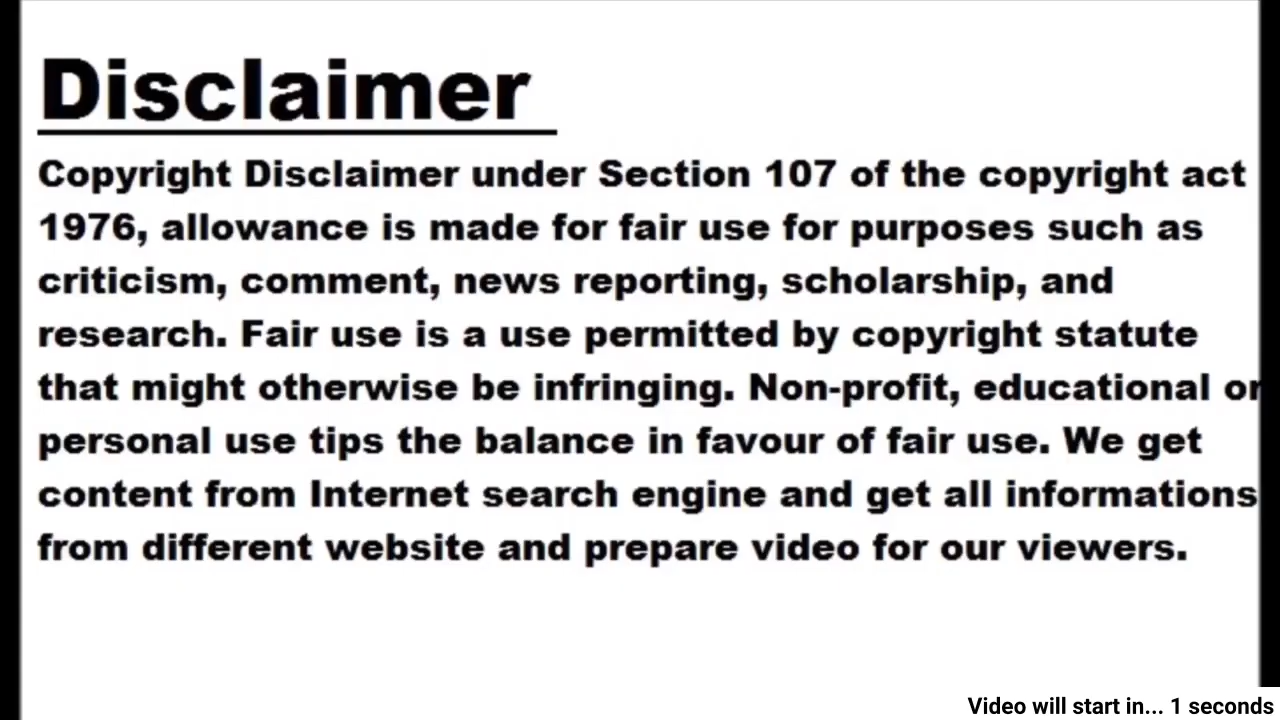 Disclaimer
Copyright Disclaimer under Section 107 of the copyright act
1976, allowance is made for fair use for purposes such as
criticism, comment, news reporting, scholarship, and
research. Fair use is a use permitted by copyright statute
that might otherwise be infringing. Non-profit, educational or
personal use tips the balance in favour of fair use. We get
content from Internet search engine and get all informations
from different website and prepare video for our viewers.
Video will start in... 1 seconds